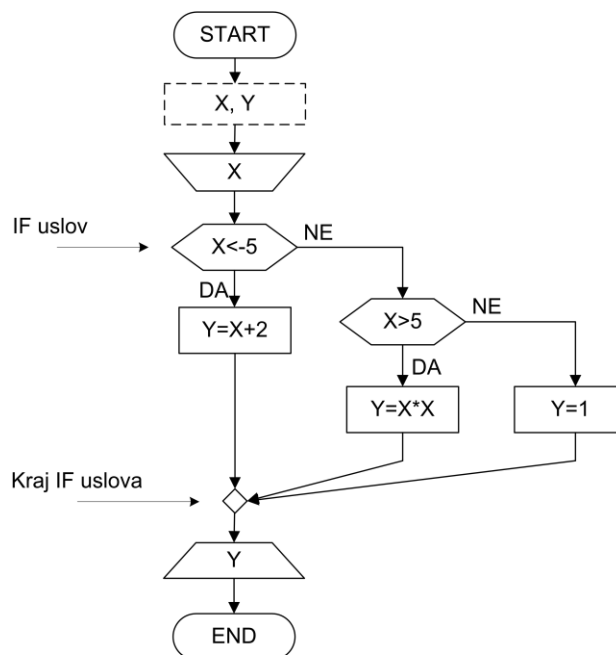 START
X, Y
X
IF uslov
X<-5
NE
DA
Y=X+2
X>5
NE
DA
Y=X*X
Y=1
Kraj IF uslova
Y
END